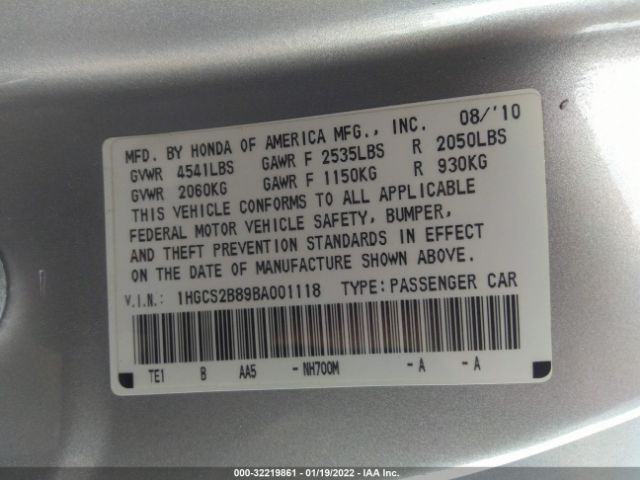 MFD. BY HONDA OF AMERICA MFG., INC. 08/'10
GVWR 4541LBS GAWR F 2535LBS R 2050LBS
GVWR 2060KG GAWR F 1150KG R 930KG
THIS VEHICLE CONFORMS TO ALL APPLICABLE
FEDERAL MOTOR VEHICLE SAFETY, BUMPER,
AND THEFT PREVENTION STANDARDS IN EFFECT
ON THE DATE OF MANUFACTURE SHOWN ABOVE.
V.I.N.: 1HGCS2B89BA001118 TYPE:PASSENGER CAR
TE1 B AA5 -NH700M -A -A
000-32219861 - 01/19/2022 - IAA Inc.